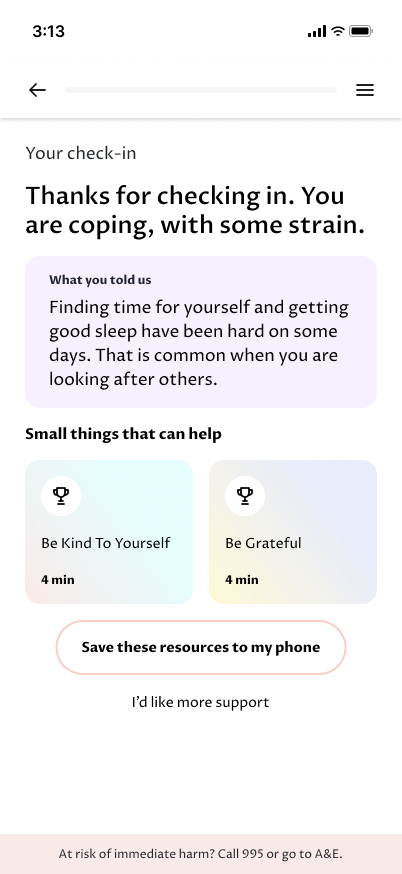 3:13
Your check-in
Thanks for checking in. You
are coping, with some strain.
What you told us
Finding time for yourself and getting
good sleep have been hard on some
days. That is common when you are
looking after others.
Small things that can help
Be Kind To Yourself
4 min
Be Grateful
4 min
Save these resources to my phone
I'd like more support
At risk of immediate harm? Call 995 or go to A&E.